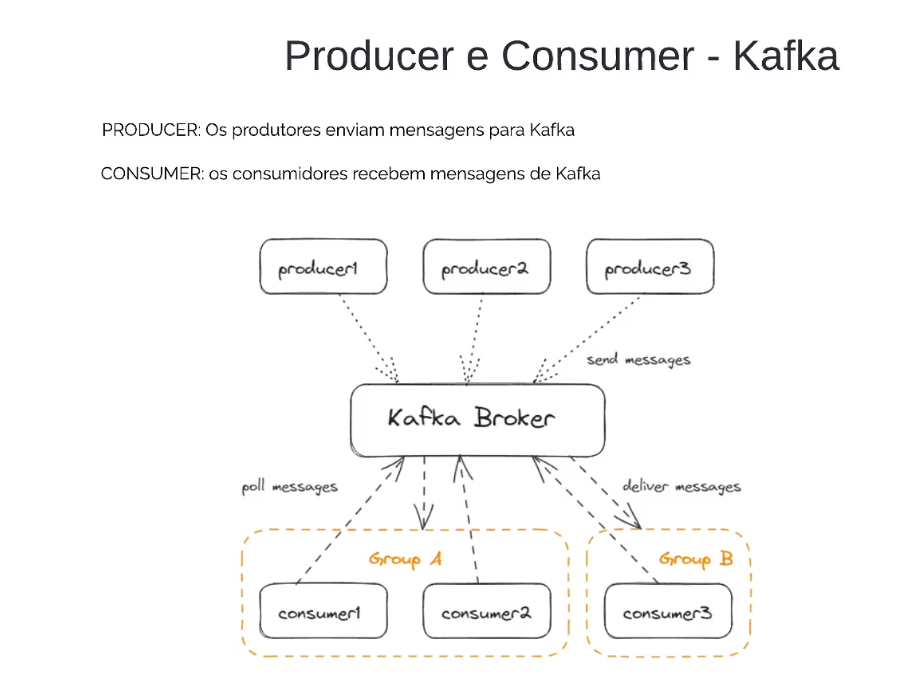 Producer e Consumer - Kafka
PRODUCER: Os produtores enviam mensagens para Kafka
CONSUMER: os consumidores recebem mensagens de Kafka
producer1
producer2
producer3
send messages
Kafka Broker
poll messages
deliver messages
Group A
Group B
consumer1
consumer2
consumer3